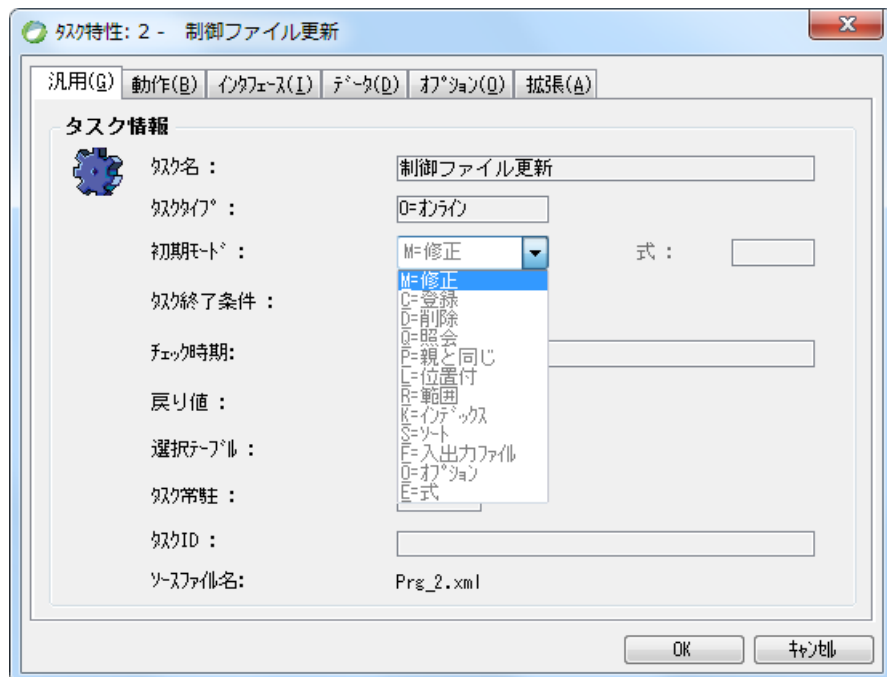 ﾀｽｸ特性: 2 - 制御ファイル更新
x
汎用(G) 動作(B) ｲﾝﾀﾌｪｰｽ(I) ﾃﾞｰﾀ(D) ｵﾌﾟｼｮﾝ(O) 拡張(A)
タスク情報
ﾀｽｸ名 : 制御ファイル更新
ﾀｽｸﾀｲﾌﾟ : O=ｵﾝﾗｲﾝ
初期ﾓｰﾄﾞ : M=修正 式 :
M=修正
C=登録
D=削除
Q=照会
P=親と同じ
L=位置付
R=範囲
K=ｲﾝﾃﾞｯｸｽ
S=ｿｰﾄ
F=入出力ﾌｧｲﾙ
O=ｵﾌﾟｼｮﾝ
E=式
ﾀｽｸ終了条件 :
ﾁｪｯｸ時期:
戻り値 :
選択ﾃｰﾌﾞﾙ :
ﾀｽｸ常駐 :
ﾀｽｸID :
ｿｰｽﾌｧｲﾙ名: Prg_2.xml
OK ｷｬﾝｾﾙ